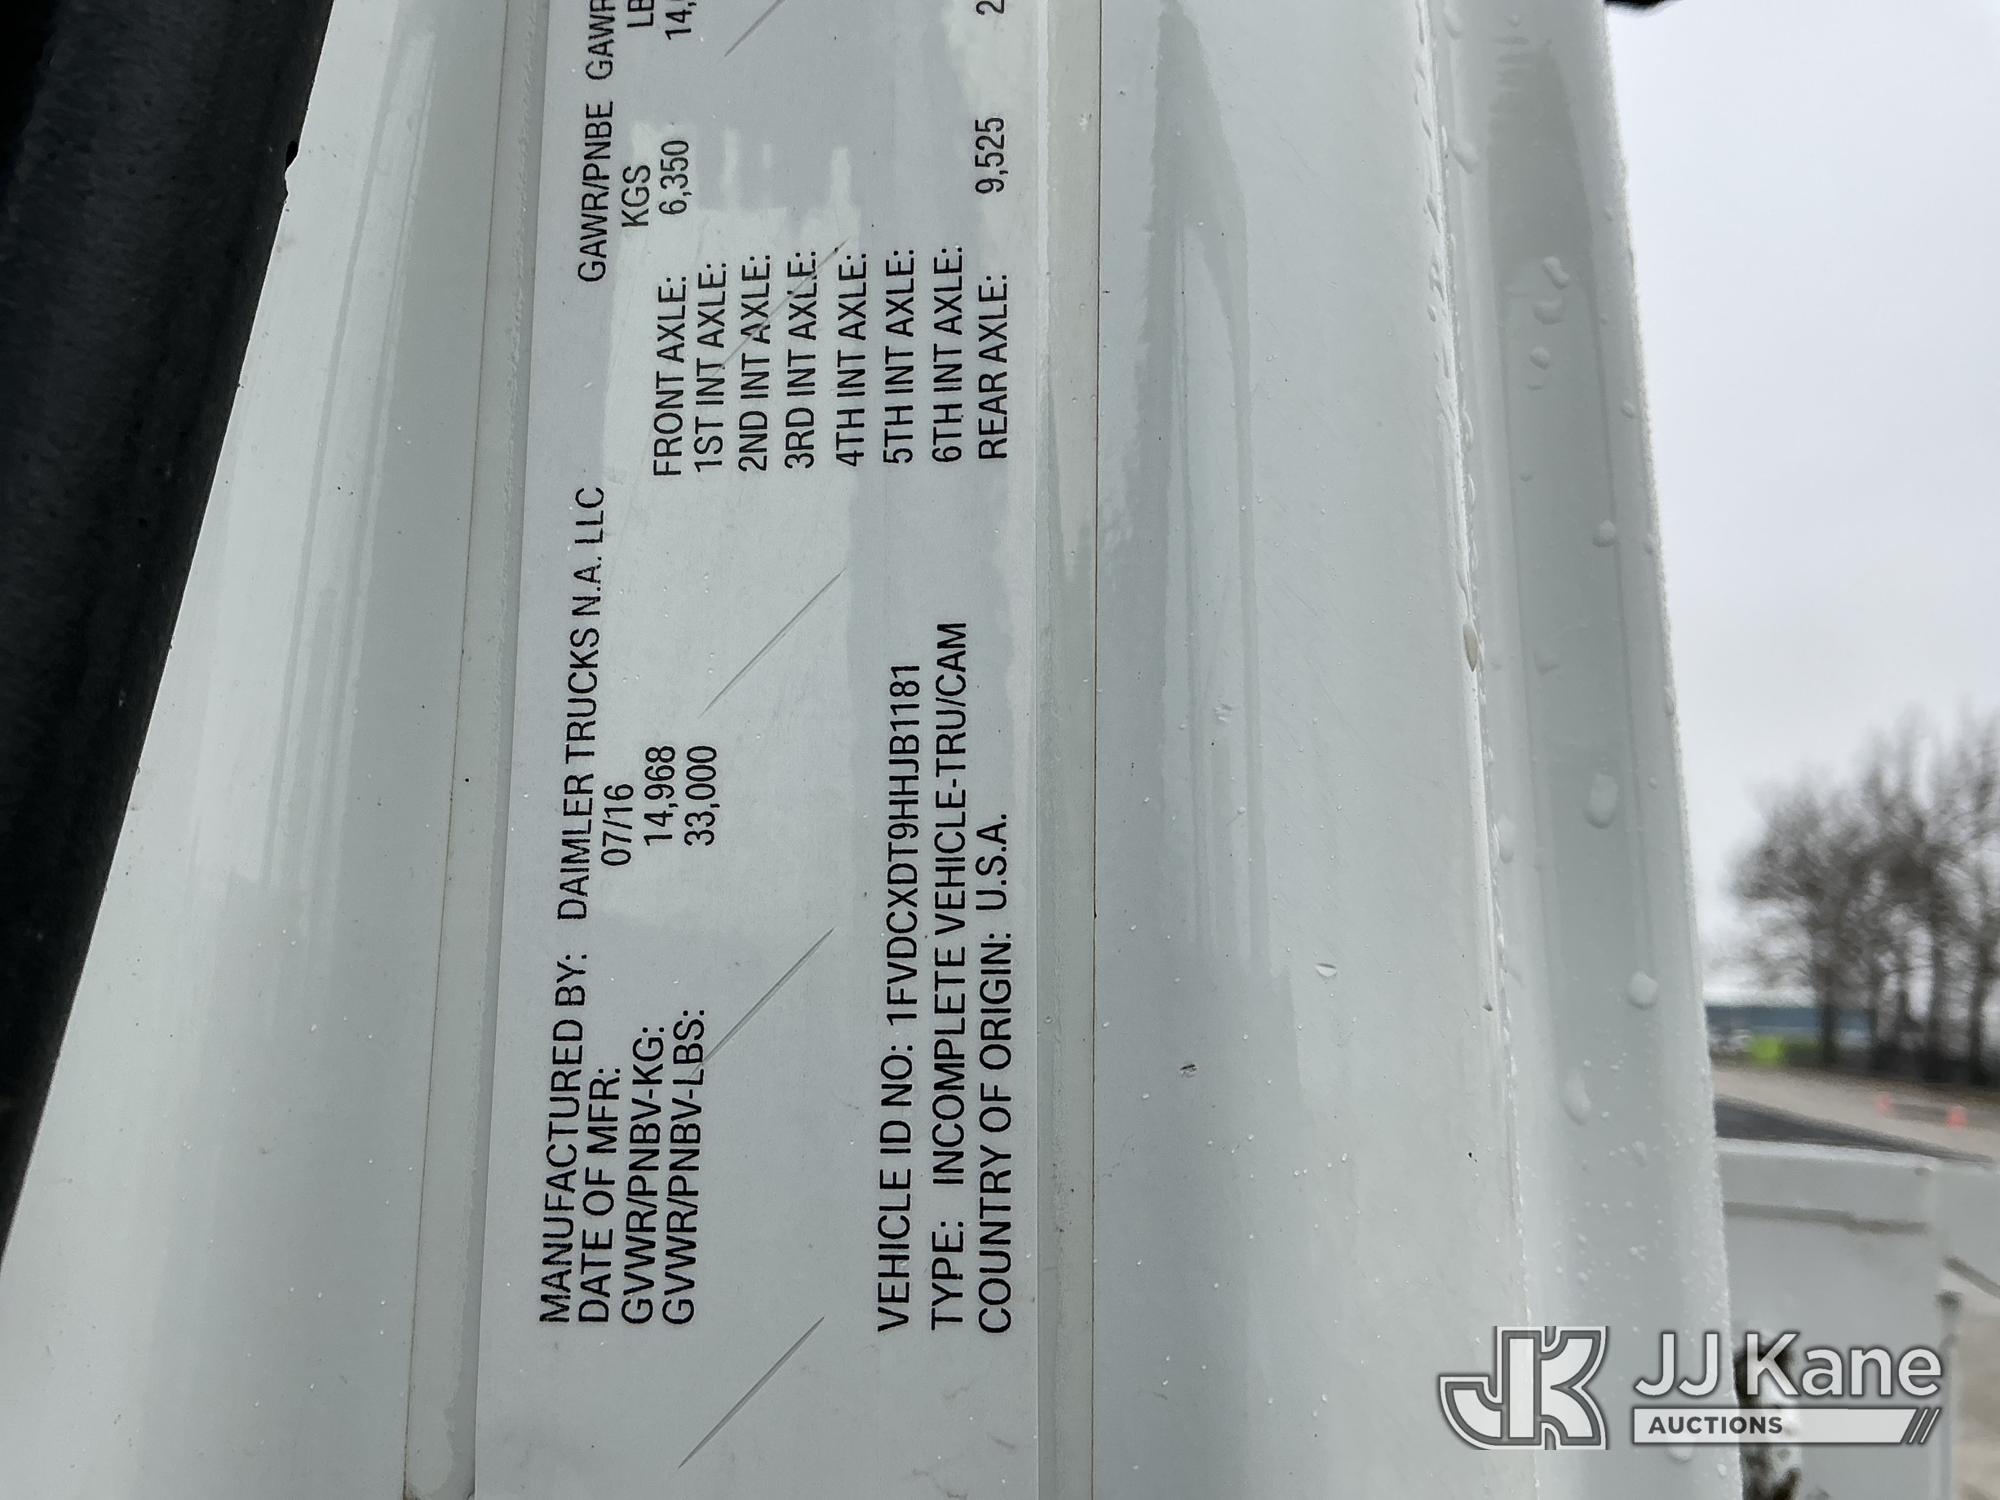 MANUFACTURED BY: DAIMLER TRUCKS N.A. LLC
DATE OF MFR: 07/16
GVWR/PNBV-KG: 14,968
GVWR/PNBV-LBS: 33,000
GAWR/PNBE GAWR
KGS LB
FRONT AXLE: 6,350 14,
1ST INT AXLE:
2ND INT AXLE:
3RD INT AXLE:
4TH INT AXLE:
5TH INT AXLE:
6TH INT AXLE:
REAR AXLE: 9,525 2
VEHICLE ID NO: 1FVDCXDT9HHJB1181
TYPE: INCOMPLETE VEHICLE-TRU/CAM
COUNTRY OF ORIGIN: U.S.A.
JK JJ Kane
AUCTIONS